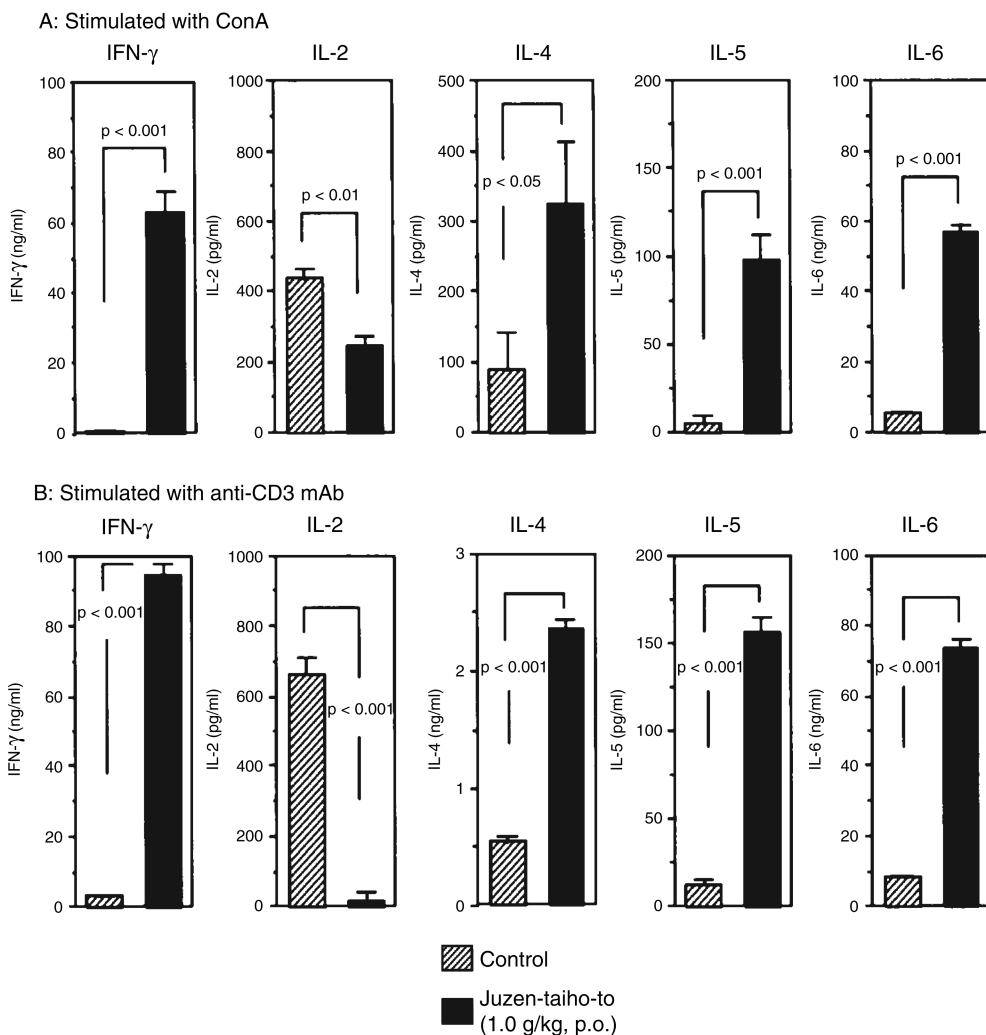 A: Stimulated with ConA
IFN-γ
IL-2
IL-4
IL-5
IL-6
IFN-γ (ng/ml)
100
80
60
40
20
0
p < 0.001
IL-2 (pg/ml)
1000
800
600
400
200
0
p < 0.01
IL-4 (pg/ml)
500
400
300
200
100
0
p < 0.05
IL-5 (pg/ml)
200
150
100
50
0
p < 0.001
IL-6 (ng/ml)
100
80
60
40
20
0
p < 0.001
B: Stimulated with anti-CD3 mAb
IFN-γ
IL-2
IL-4
IL-5
IL-6
IFN-γ (ng/ml)
100
80
60
40
20
0
p < 0.001
IL-2 (pg/ml)
1000
800
600
400
200
0
p < 0.001
IL-4 (ng/ml)
3
2
1
0
p < 0.001
IL-5 (pg/ml)
200
150
100
50
0
p < 0.001
IL-6 (ng/ml)
100
80
60
40
20
0
p < 0.001
Control
Juzen-taiho-to
(1.0 g/kg, p.o.)